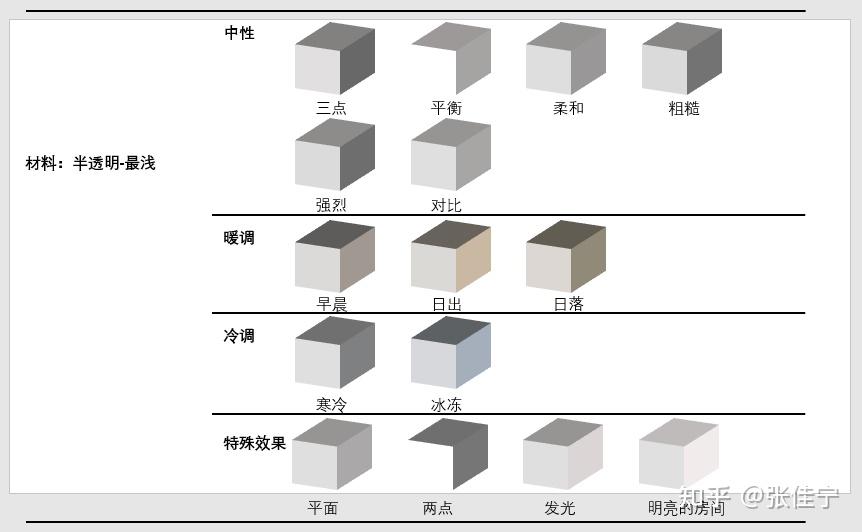 中性
三点 平衡 柔和 粗糙
材料：半透明-最浅
强烈 对比
暖调
早晨 日出 日落
冷调
寒冷 冰冻
特殊效果
平面 两点 发光 明亮的房间
知乎 @张佳宁